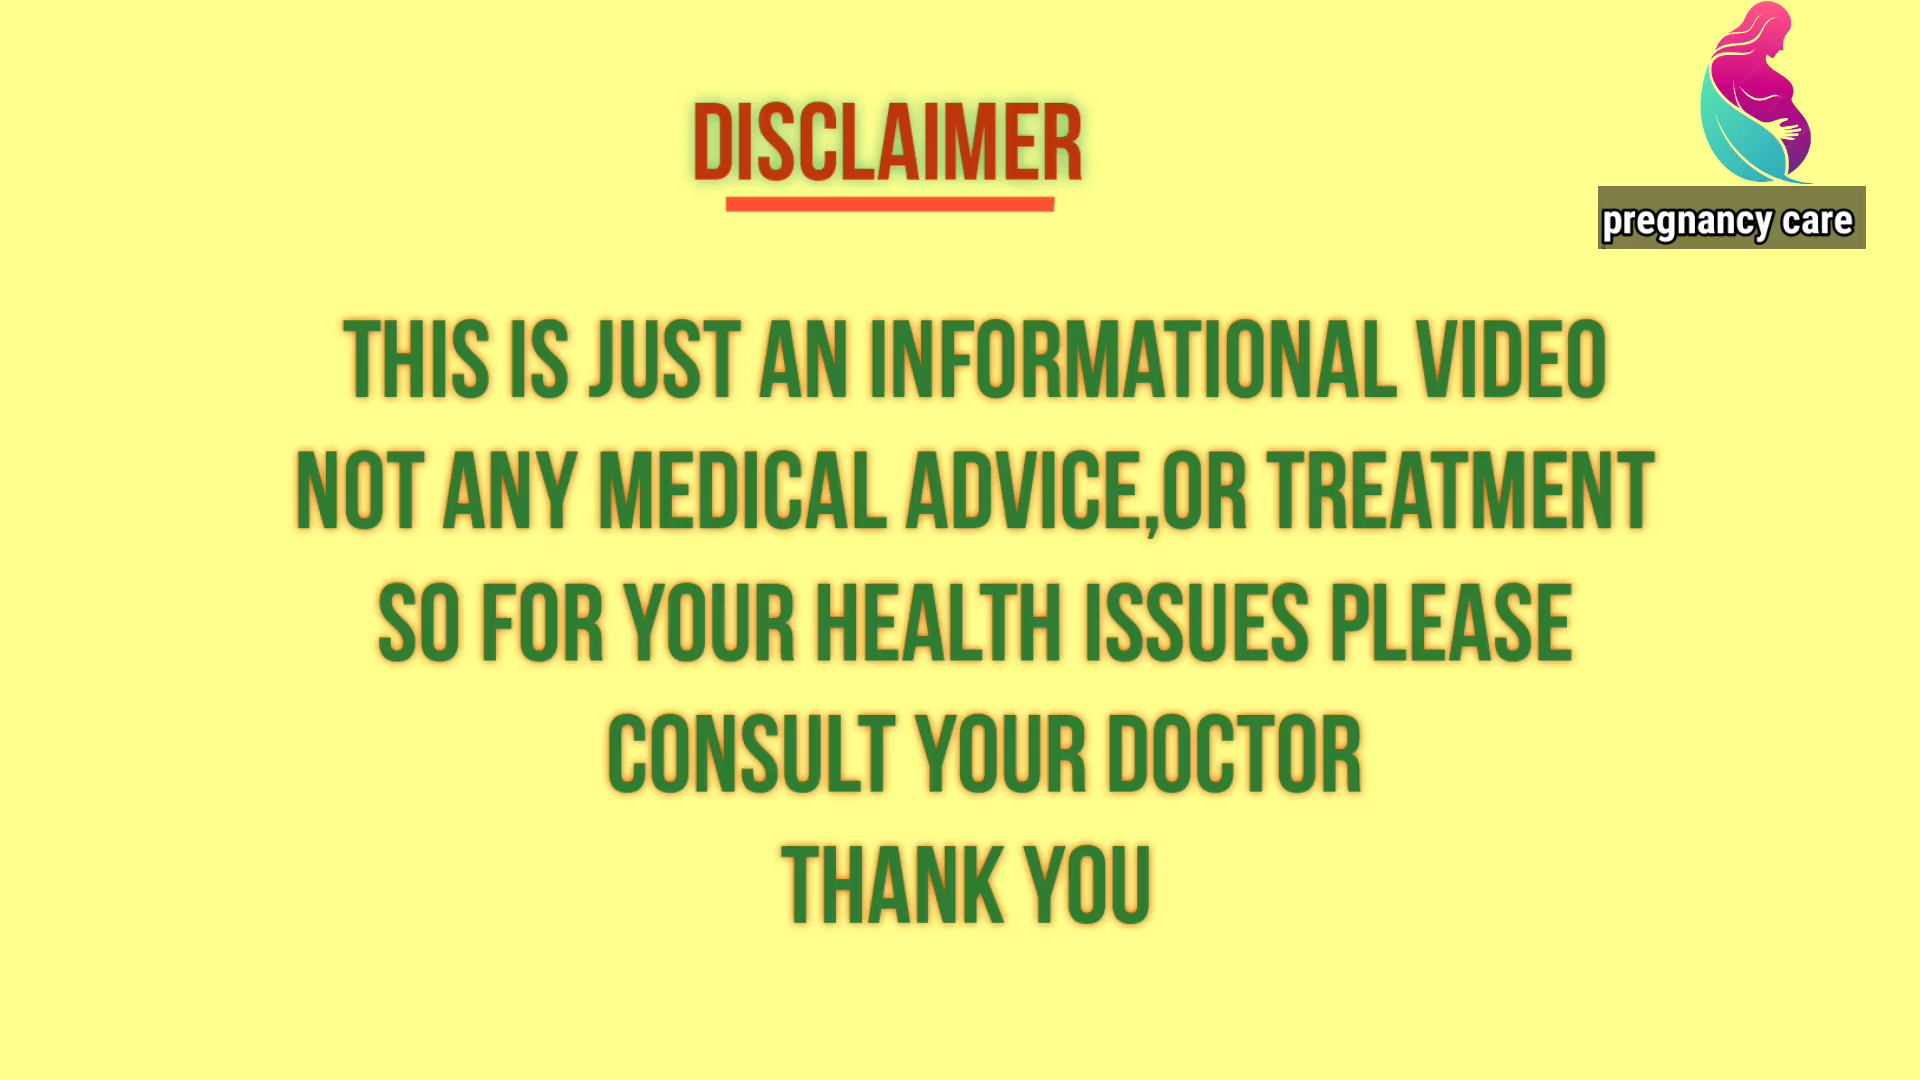 DISCLAIMER
pregnancy care
THIS IS JUST AN INFORMATIONAL VIDEO
NOT ANY MEDICAL ADVICE,OR TREATMENT
SO FOR YOUR HEALTH ISSUES PLEASE
CONSULT YOUR DOCTOR
THANK YOU